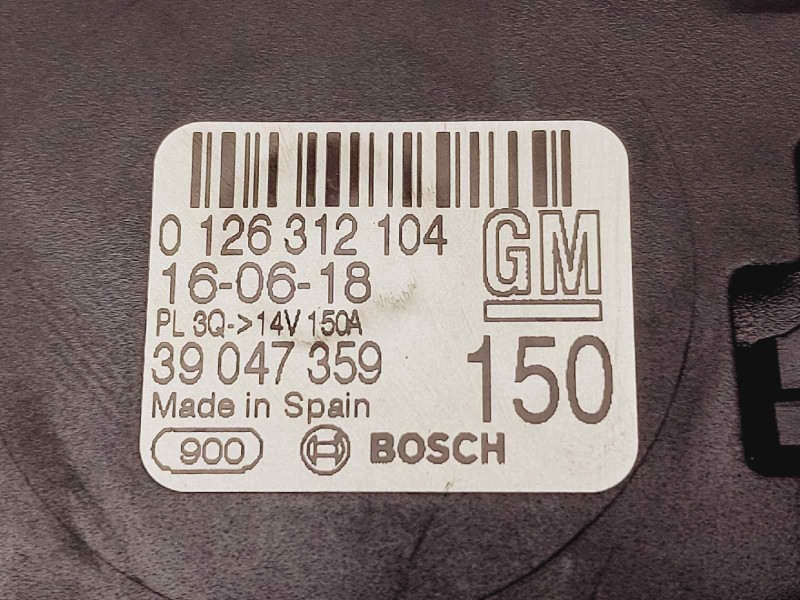 0 126 312 104
16-06-18
GM
PL 3Q->14V 150A
39 047 359
150
Made in Spain
900
BOSCH